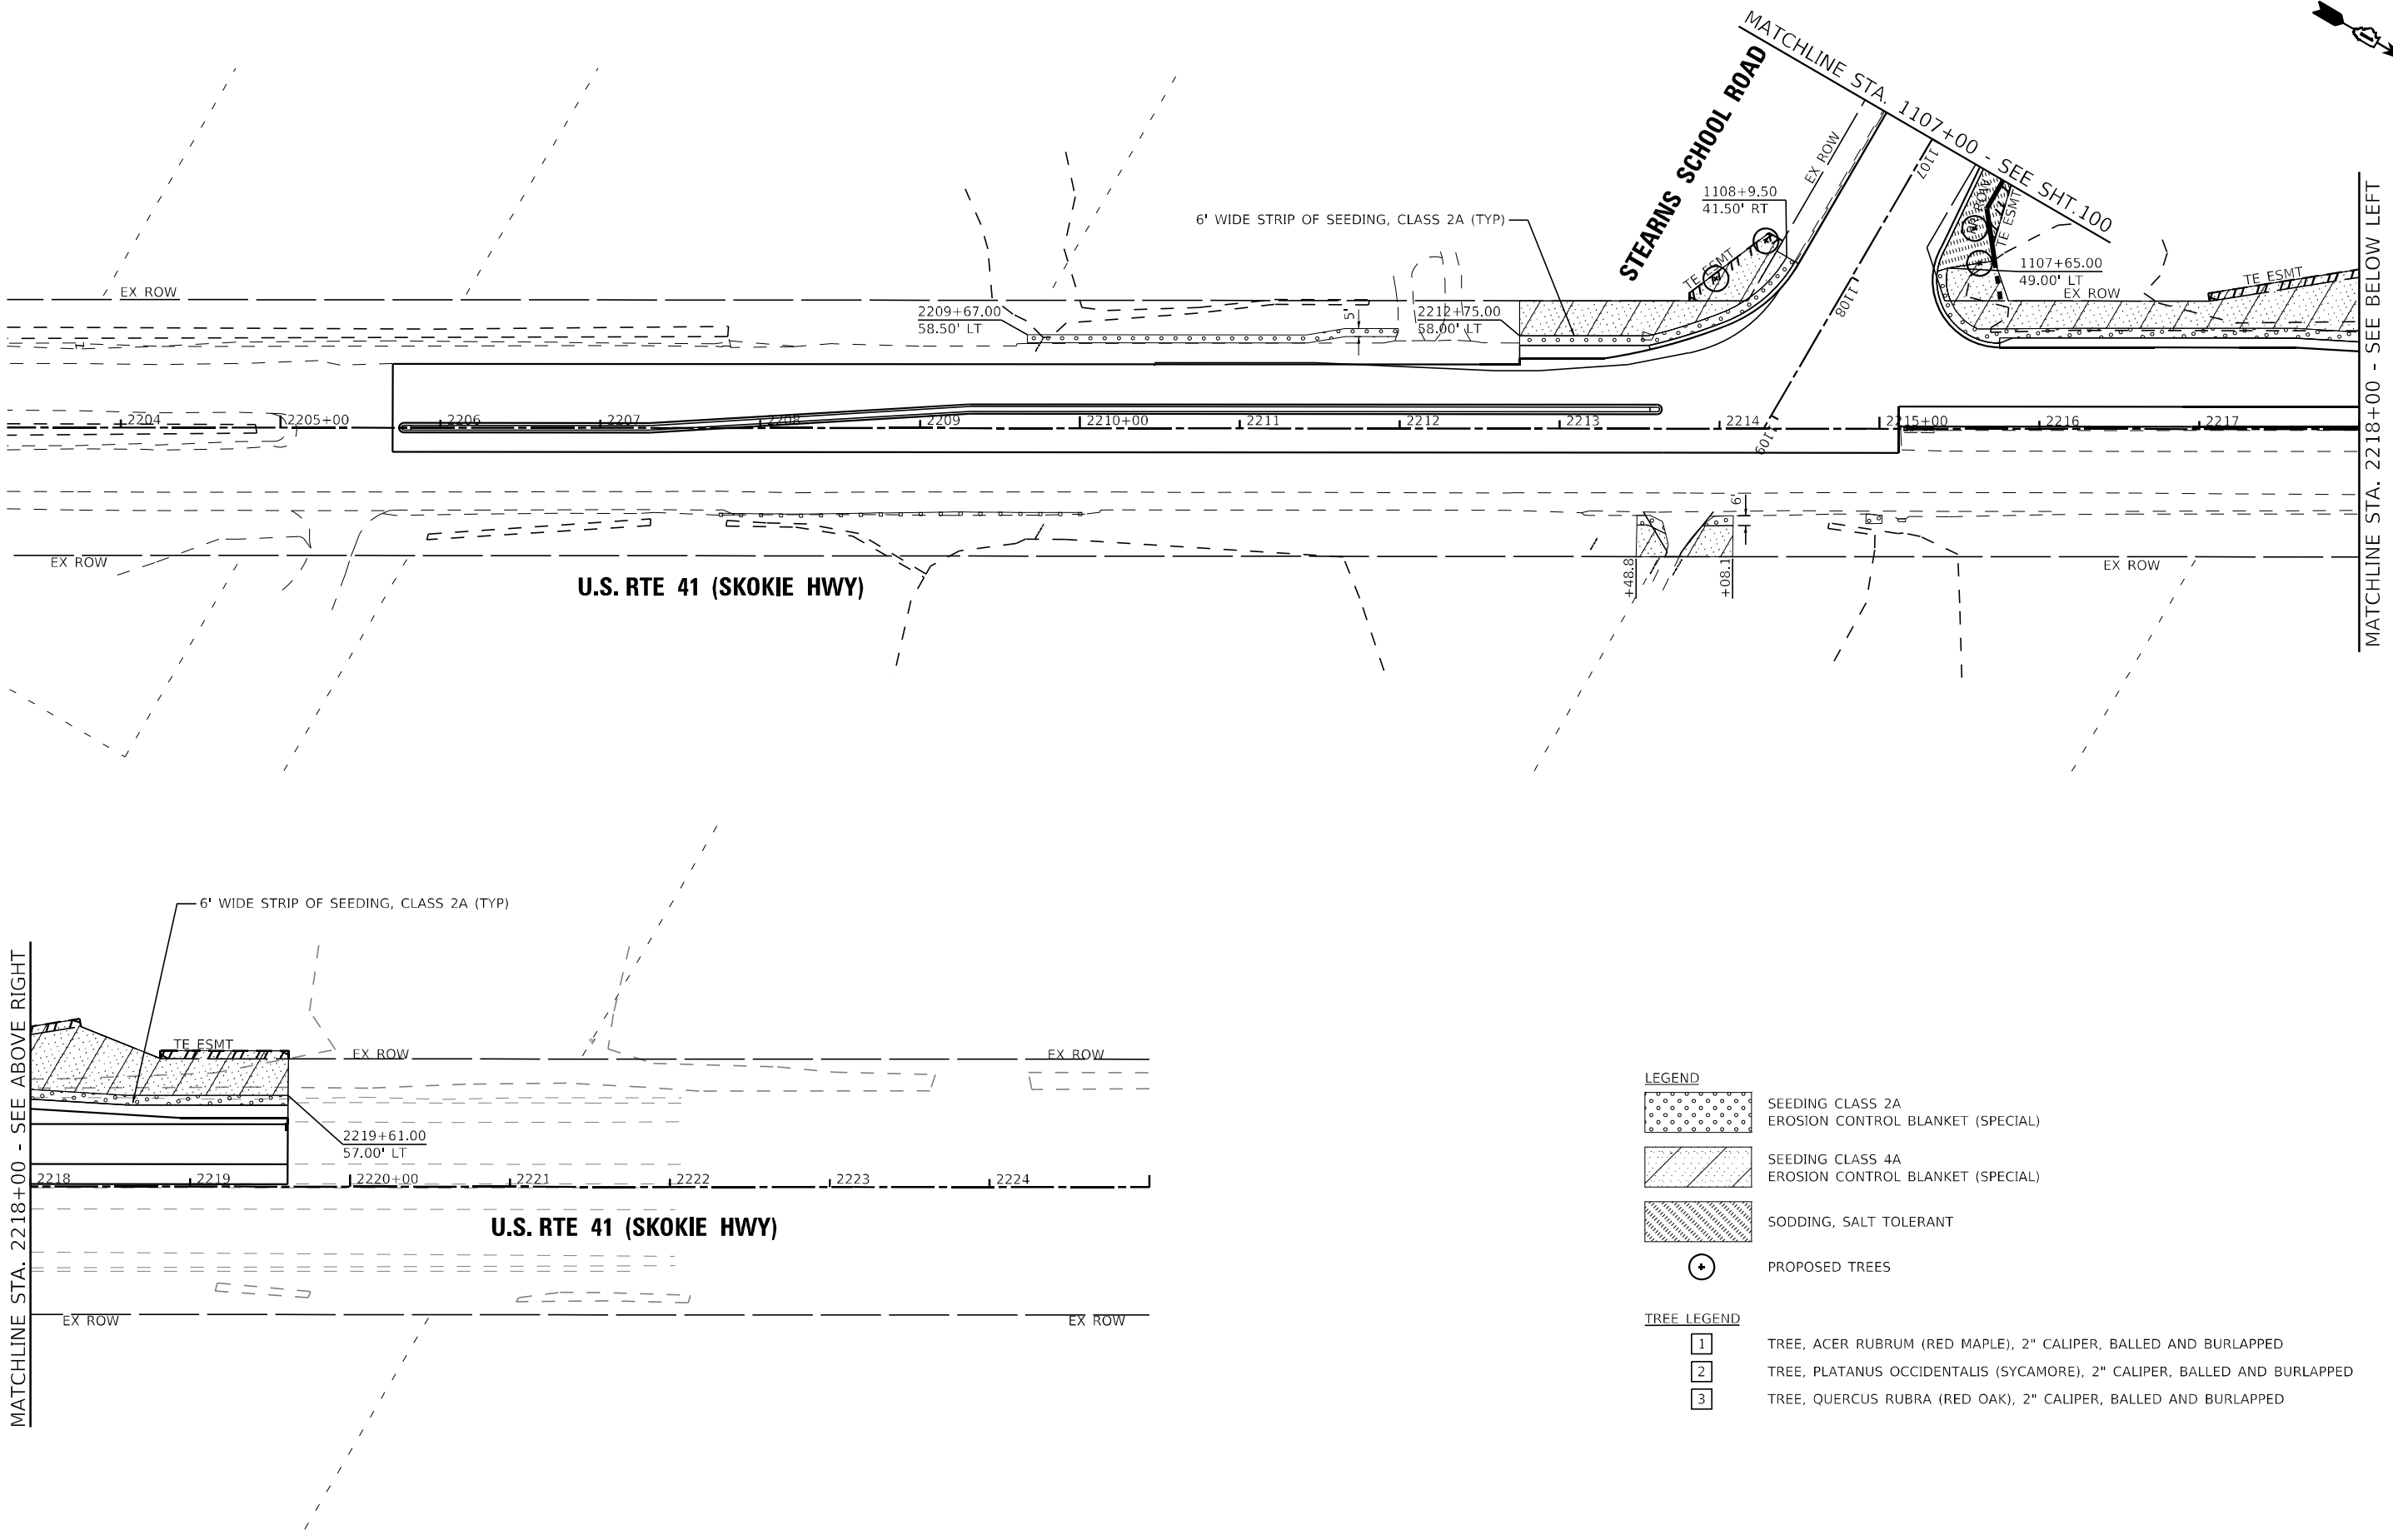 MATCHLINE STA. 1107+00 - SEE SHT.100
STEARNS SCHOOL ROAD
EX ROW
1107
1108+9.50
41.50' RT
6' WIDE STRIP OF SEEDING, CLASS 2A (TYP)
TE ESMT
TE ESMT
1107+65.00
49.00' LT
TE ESMT
EX ROW
EX ROW
1108
2209+67.00
58.50' LT
5'
2212+75.00
58.00' LT
2204
2205+00
2206
2207
2208
2209
2210+00
2211
2212
2213
2214
2215+00
2216
2217
1109
6'
EX ROW
+48.8
+08.1
EX ROW
U.S. RTE 41 (SKOKIE HWY)
MATCHLINE STA. 2218+00 - SEE BELOW LEFT
6' WIDE STRIP OF SEEDING, CLASS 2A (TYP)
MATCHLINE STA. 2218+00 - SEE ABOVE RIGHT
TE ESMT
EX ROW
EX ROW
2219+61.00
57.00' LT
2218
2219
2220+00
2221
2222
2223
2224
U.S. RTE 41 (SKOKIE HWY)
EX ROW
EX ROW
LEGEND
SEEDING CLASS 2A
EROSION CONTROL BLANKET (SPECIAL)
SEEDING CLASS 4A
EROSION CONTROL BLANKET (SPECIAL)
SODDING, SALT TOLERANT
PROPOSED TREES
TREE LEGEND
1 TREE, ACER RUBRUM (RED MAPLE), 2" CALIPER, BALLED AND BURLAPPED
2 TREE, PLATANUS OCCIDENTALIS (SYCAMORE), 2" CALIPER, BALLED AND BURLAPPED
3 TREE, QUERCUS RUBRA (RED OAK), 2" CALIPER, BALLED AND BURLAPPED